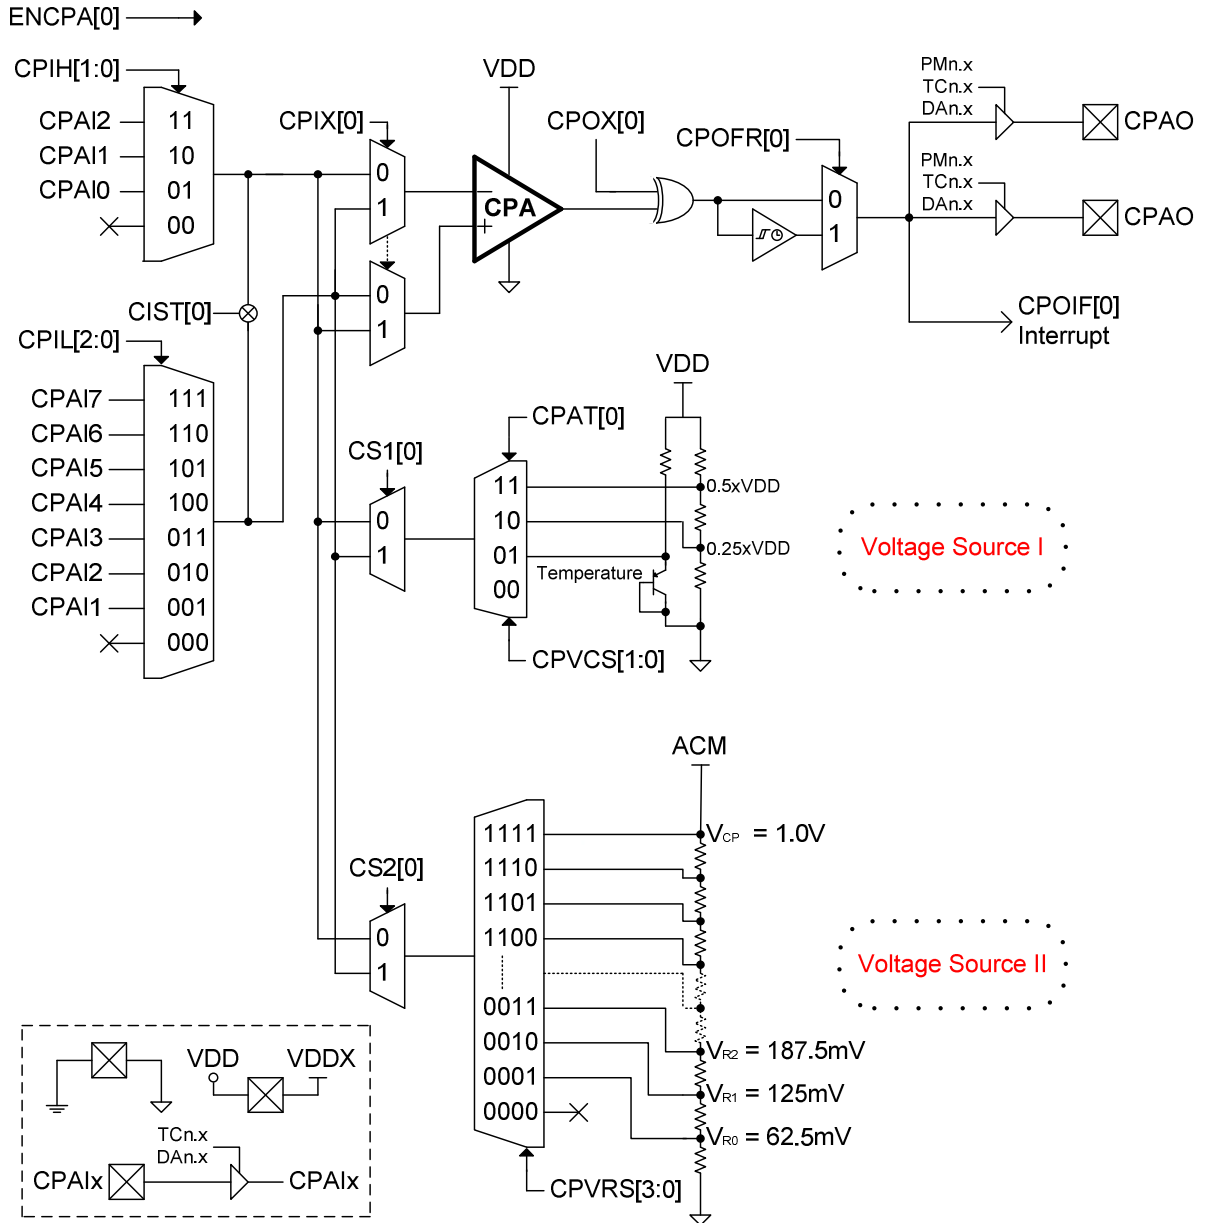 ENCPA[0]
CPIH[1:0]
CPAI2
CPAI1
CPAI0
11
10
01
00
CPIX[0]
0
1
0
1
VDD
CPA
CPOX[0]
CPOFR[0]
0
1
PMn.x
TCn.x
DAn.x
CPAO
PMn.x
TCn.x
DAn.x
CPAO
CPOIF[0]
Interrupt
CIST[0]
CPIL[2:0]
CPAI7
CPAI6
CPAI5
CPAI4
CPAI3
CPAI2
CPAI1
111
110
101
100
011
010
001
000
CS1[0]
0
1
CPAT[0]
11
10
01
00
CPVCS[1:0]
Temperature
VDD
0.5xVDD
0.25xVDD
Voltage Source I
CS2[0]
0
1
1111
1110
1101
1100
0011
0010
0001
0000
CPVRS[3:0]
ACM
VCP = 1.0V
VR2 = 187.5mV
VR1 = 125mV
VR0 = 62.5mV
Voltage Source II
VDD
VDDX
TCn.x
DAn.x
CPAIx
CPAIx